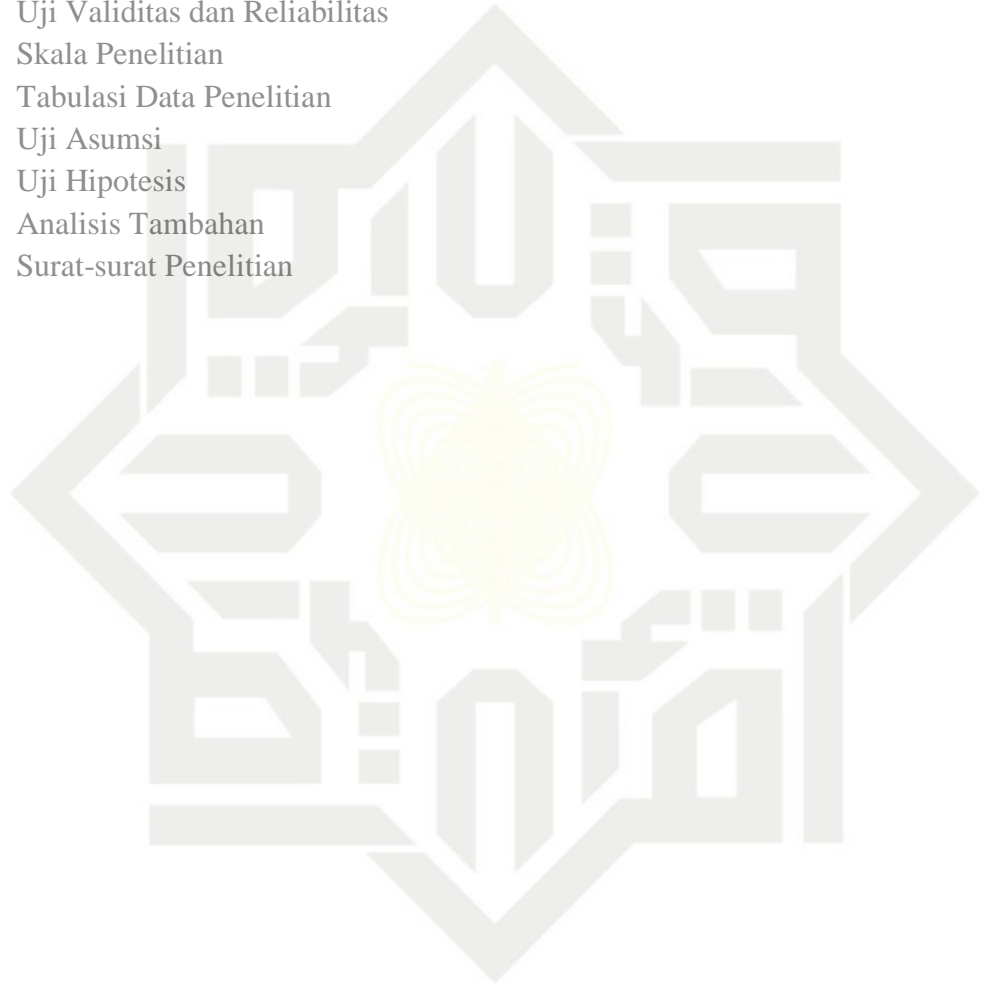 Uji Validitas dan Reliabilitas
Skala Penelitian
Tabulasi Data Penelitian
Uji Asumsi
Uji Hipotesis
Analisis Tambahan
Surat-surat Penelitian